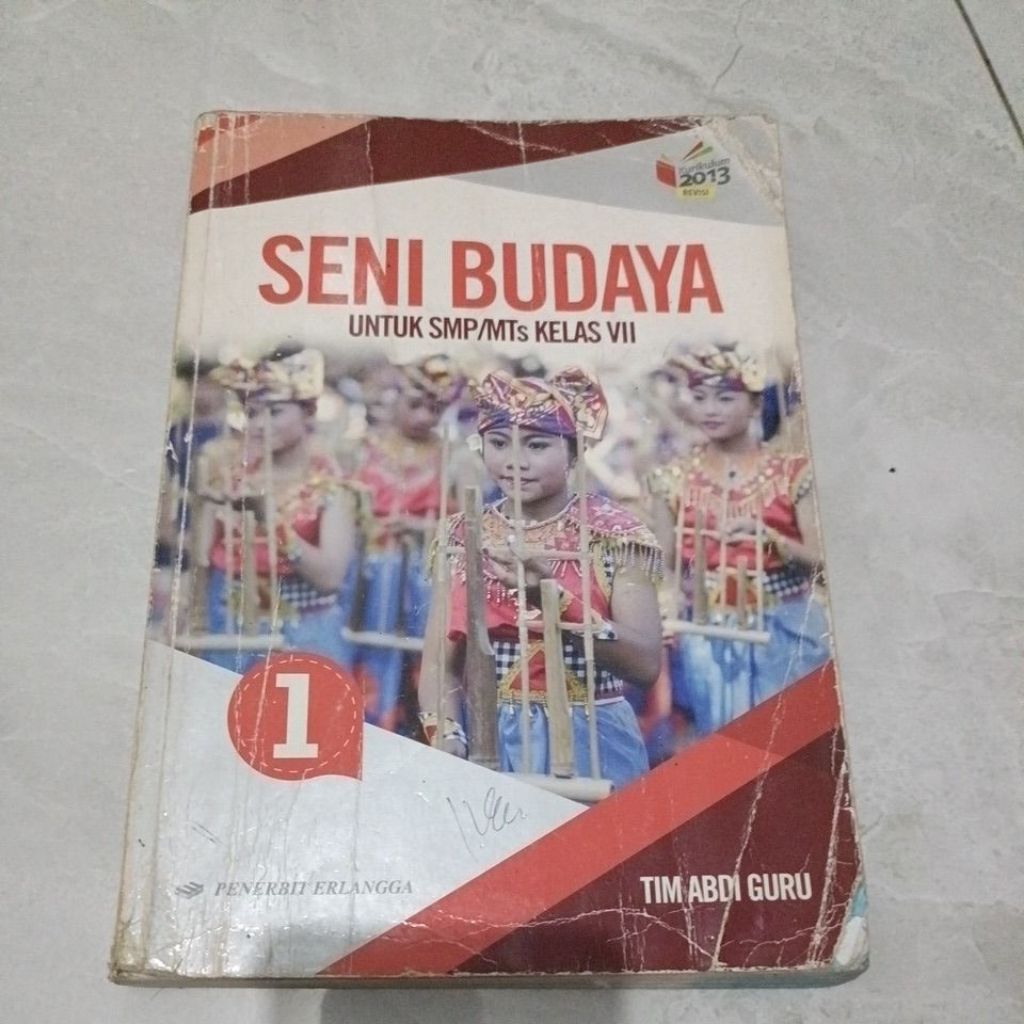 kurikulum
2013
REVISI
SENI BUDAYA
UNTUK SMP/MTs KELAS VII
1
PENERBIT ERLANGGA
TIM ABDI GURU